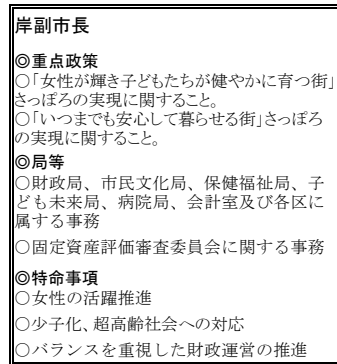 岸副市長
◎重点政策
○「女性が輝き子どもたちが健やかに育つ街」
さっぽろの実現に関すること。
○「いつまでも安心して暮らせる街」さっぽろ
の実現に関すること。
◎局等
○財政局、市民文化局、保健福祉局、子
ども未来局、病院局、会計室及び各区に
属する事務
○固定資産評価審査委員会に関する事務
◎特命事項
○女性の活躍推進
○少子化、超高齢社会への対応
○バランスを重視した財政運営の推進